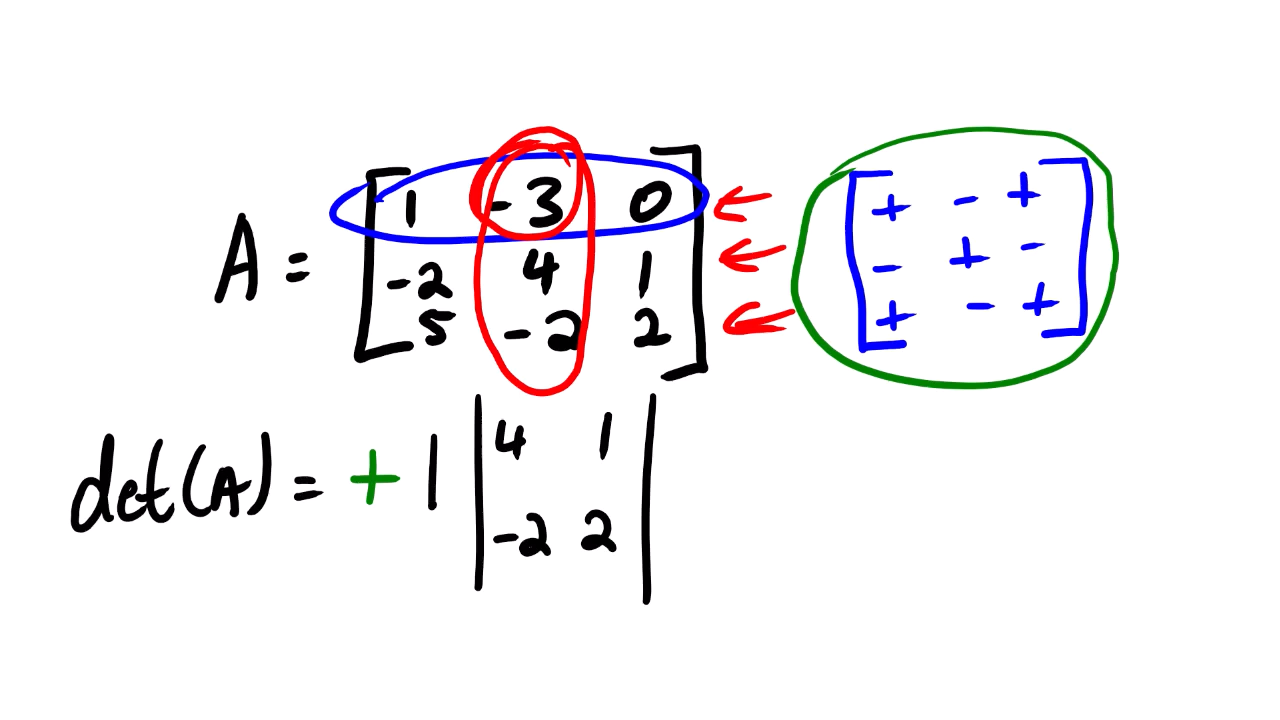 A = [ 1 -3 0
-2 4 1
5 -2 2 ]
[ + - +
- + -
+ - + ]
det(A) = + 1 | 4 1
-2 2 |